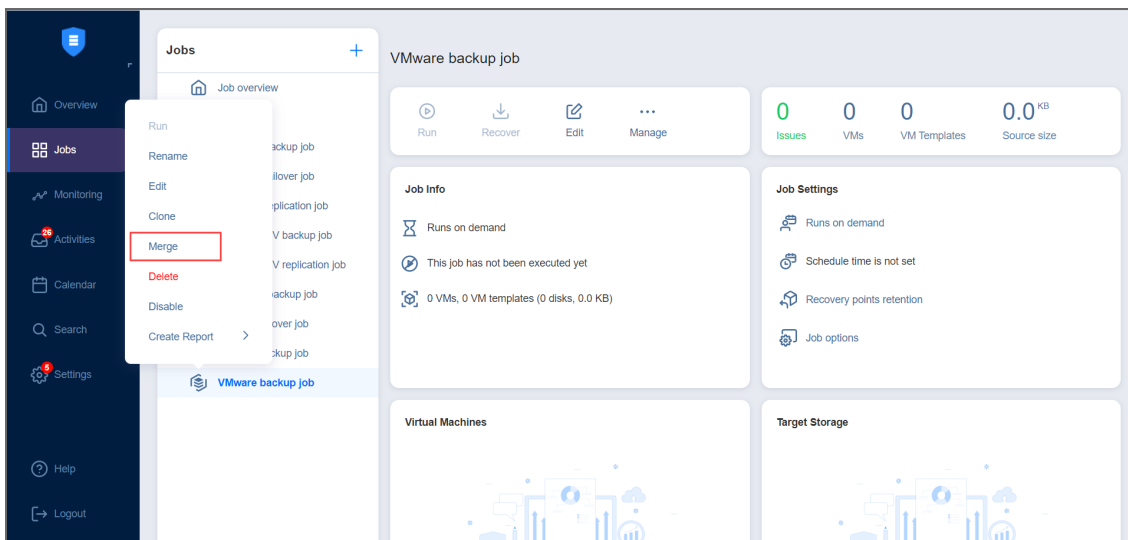 Overview
Jobs
Monitoring
26
Activities
Calendar
Search
5
Settings
Help
Logout
Jobs
Job overview
ackup job
ilover job
eplication job
V backup job
V replication job
backup job
over job
ckup job
VMware backup job
Run
Rename
Edit
Clone
Merge
Delete
Disable
Create Report
VMware backup job
Run
Recover
Edit
Manage
0
Issues
0
VMs
0
VM Templates
0.0 KB
Source size
Job Info
Runs on demand
This job has not been executed yet
0 VMs, 0 VM templates (0 disks, 0.0 KB)
Job Settings
Runs on demand
Schedule time is not set
Recovery points retention
Job options
Virtual Machines
Target Storage